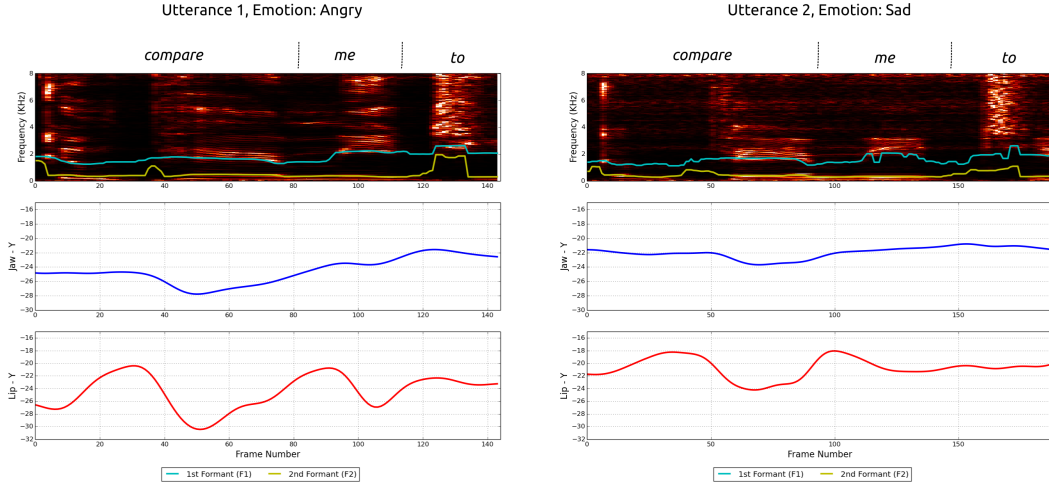 Utterance 1, Emotion: Angry
compare me to
Frequency (KHz)
8
6
4
2
0
0 20 40 60 80 100 120 140
Jaw - Y
−16
−18
−20
−22
−24
−26
−28
−30
0 20 40 60 80 100 120 140
Lip - Y
−16
−18
−20
−22
−24
−26
−28
−30
−32
0 20 40 60 80 100 120 140
Frame Number
1st Formant (F1) 2nd Formant (F2)
Utterance 2, Emotion: Sad
compare me to
Frequency (KHz)
8
6
4
2
0
0 50 100 150
Jaw - Y
−16
−18
−20
−22
−24
−26
−28
−30
0 50 100 150
Lip - Y
−16
−18
−20
−22
−24
−26
−28
−30
−32
0 50 100 150
Frame Number
1st Formant (F1) 2nd Formant (F2)